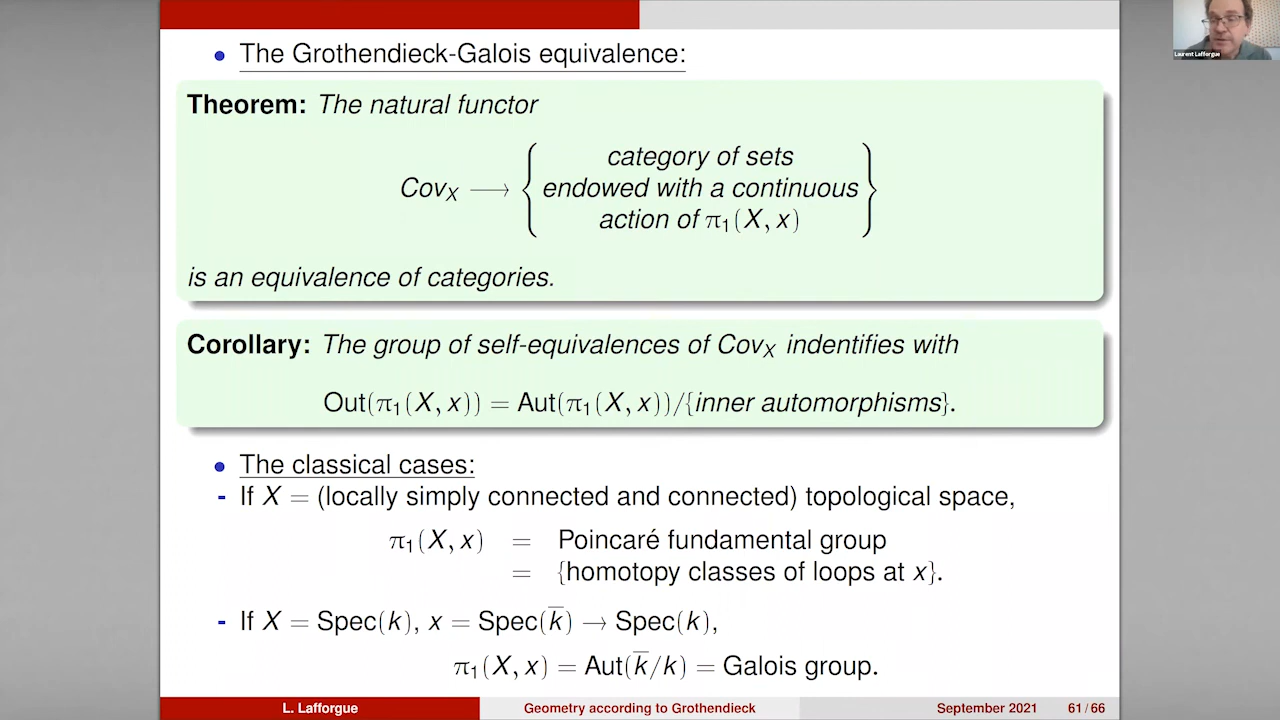 Laurent Lafforgue
• The Grothendieck-Galois equivalence:
Theorem: The natural functor
category of sets
Cov_X ⟶ { endowed with a continuous }
action of π₁(X, x)
is an equivalence of categories.
Corollary: The group of self-equivalences of Cov_X indentifies with
Out(π₁(X, x)) = Aut(π₁(X, x))/{inner automorphisms}.
• The classical cases:
- If X = (locally simply connected and connected) topological space,
π₁(X, x) = Poincaré fundamental group
= {homotopy classes of loops at x}.
- If X = Spec(k), x = Spec(k̅) → Spec(k),
π₁(X, x) = Aut(k̅/k) = Galois group.
L. Lafforgue Geometry according to Grothendieck September 2021 61 / 66